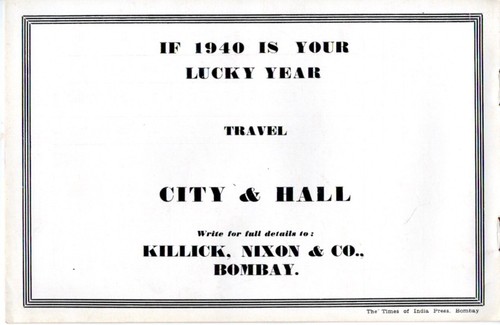 IF 1940 IS YOUR
LUCKY YEAR
TRAVEL
CITY & HALL
Write for full details to:
KILLICK, NIXON & CO.,
BOMBAY.
The Times of India Press, Bombay